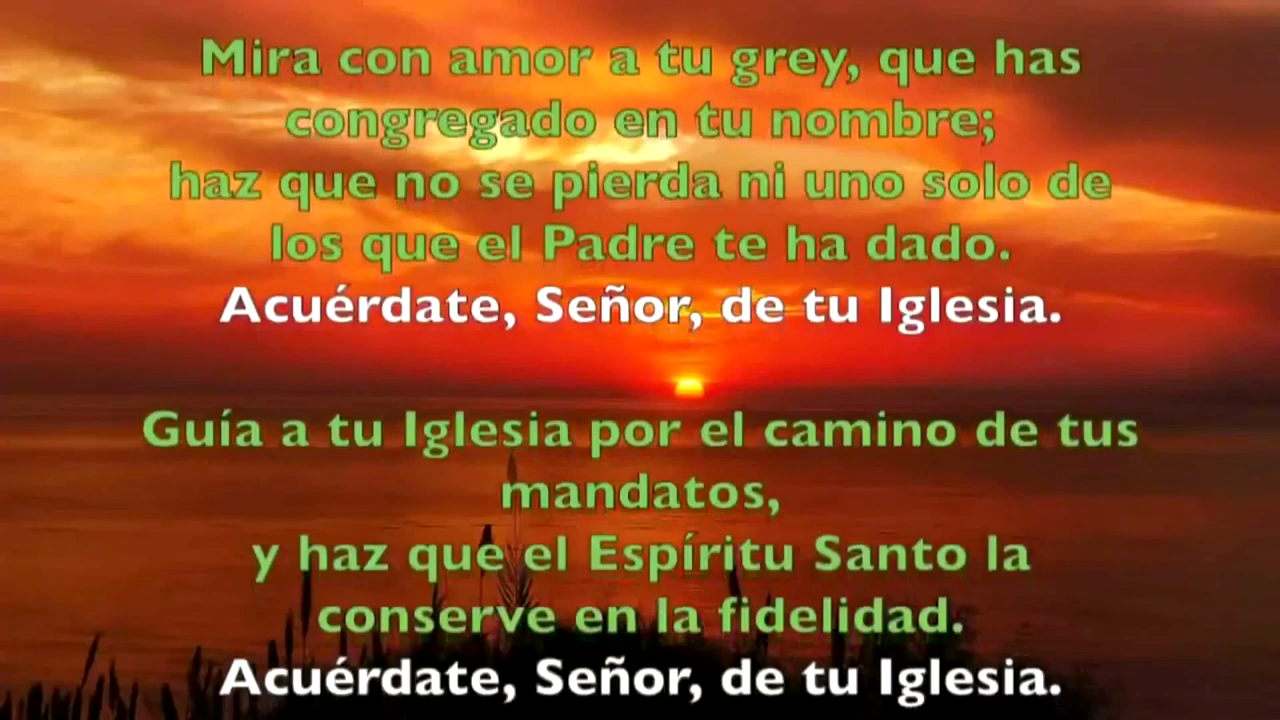 Mira con amor a tu grey, que has
congregado en tu nombre;
haz que no se pierda ni uno solo de
los que el Padre te ha dado.
Acuérdate, Señor, de tu Iglesia.
Guía a tu Iglesia por el camino de tus
mandatos,
y haz que el Espíritu Santo la
conserve en la fidelidad.
Acuérdate, Señor, de tu Iglesia.